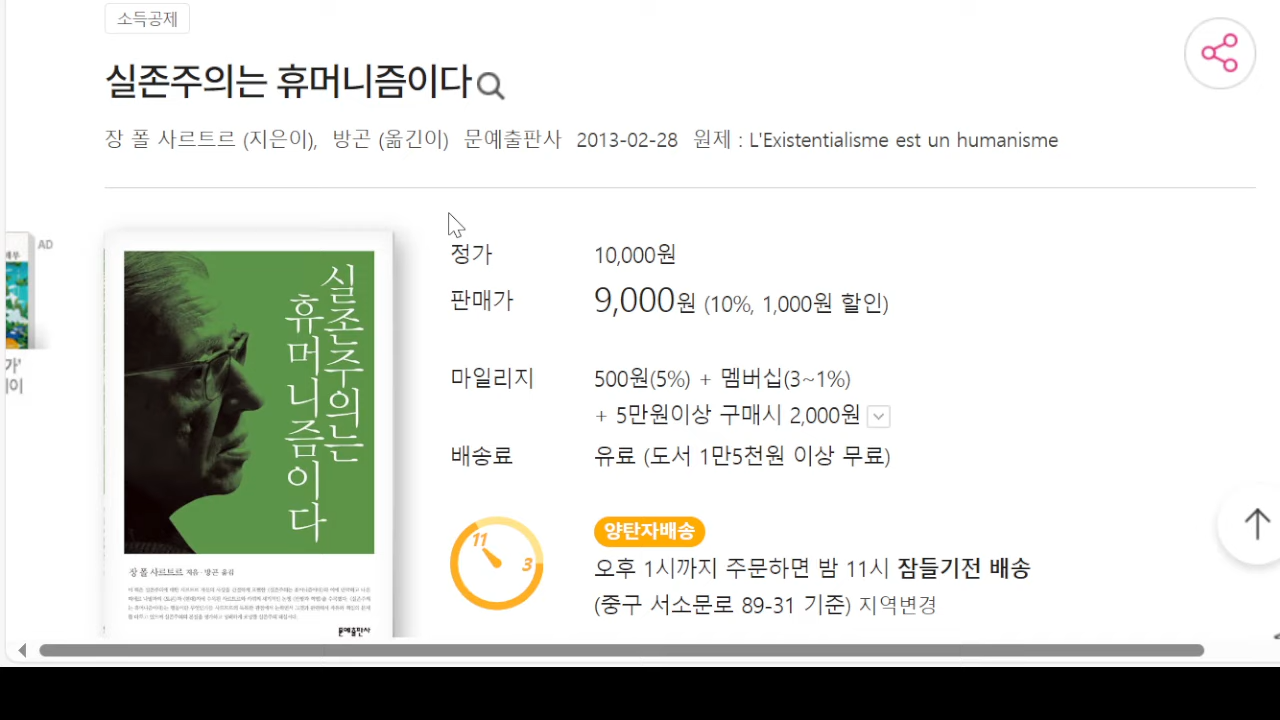 소득공제
실존주의는 휴머니즘이다
장 폴 사르트르 (지은이), 방곤 (옮긴이) 문예출판사 2013-02-28 원제 : L'Existentialisme est un humanisme
AD
정가 10,000원
판매가 9,000원 (10%, 1,000원 할인)
마일리지 500원(5%) + 멤버십(3~1%)
+ 5만원이상 구매시 2,000원
배송료 유료 (도서 1만5천원 이상 무료)
11
3
양탄자배송
오후 1시까지 주문하면 밤 11시 잠들기전 배송
(중구 서소문로 89-31 기준) 지역변경
실존주의는
휴머니즘이다
장 폴 사르트르 지음·방곤 옮김
문예출판사